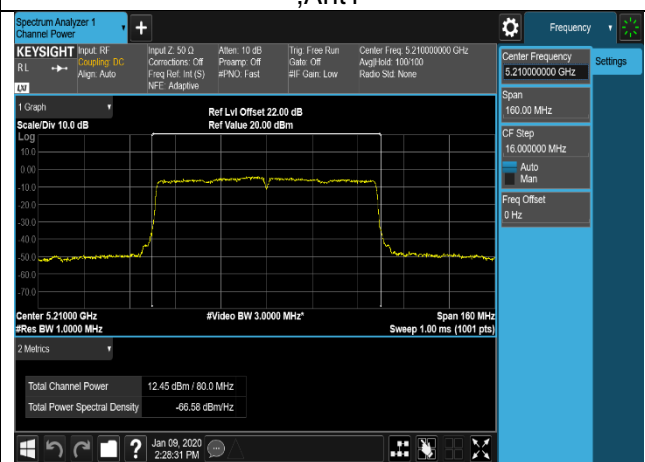 ,Ant1
Spectrum Analyzer 1
Channel Power
+
Frequency
KEYSIGHT
RL
LXI
Input: RF
Coupling: DC
Align: Auto
Input Z: 50 Ω
Corrections: Off
Freq Ref: Int (S)
NFE: Adaptive
Atten: 10 dB
Preamp: Off
#PNO: Fast
Trig: Free Run
Gate: Off
#IF Gain: Low
Center Freq: 5.210000000 GHz
Avg|Hold: 100/100
Radio Std: None
Center Frequency
5.210000000 GHz
Settings
Span
160.00 MHz
CF Step
16.000000 MHz
Auto
Man
Freq Offset
0 Hz
1 Graph
Scale/Div 10.0 dB
Ref Lvl Offset 22.00 dB
Ref Value 20.00 dBm
Log
10.0
0.00
-10.0
-20.0
-30.0
-40.0
-50.0
-60.0
-70.0
Center 5.21000 GHz
#Res BW 1.0000 MHz
#Video BW 3.0000 MHz*
Span 160 MHz
Sweep 1.00 ms (1001 pts)
2 Metrics
Total Channel Power 12.45 dBm / 80.0 MHz
Total Power Spectral Density -66.58 dBm/Hz
?
Jan 09, 2020
2:28:31 PM